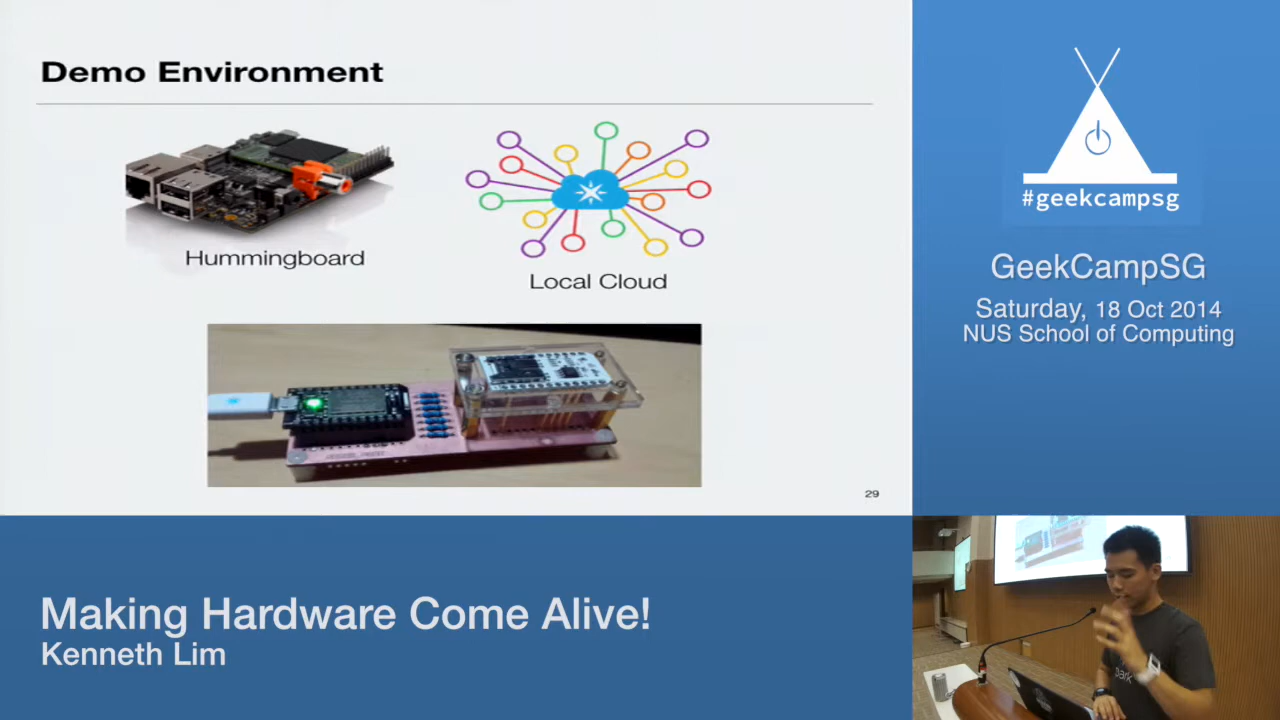 Demo Environment
Hummingboard
Local Cloud
29
#geekcampsg
GeekCampSG
Saturday, 18 Oct 2014
NUS School of Computing
Making Hardware Come Alive!
Kenneth Lim